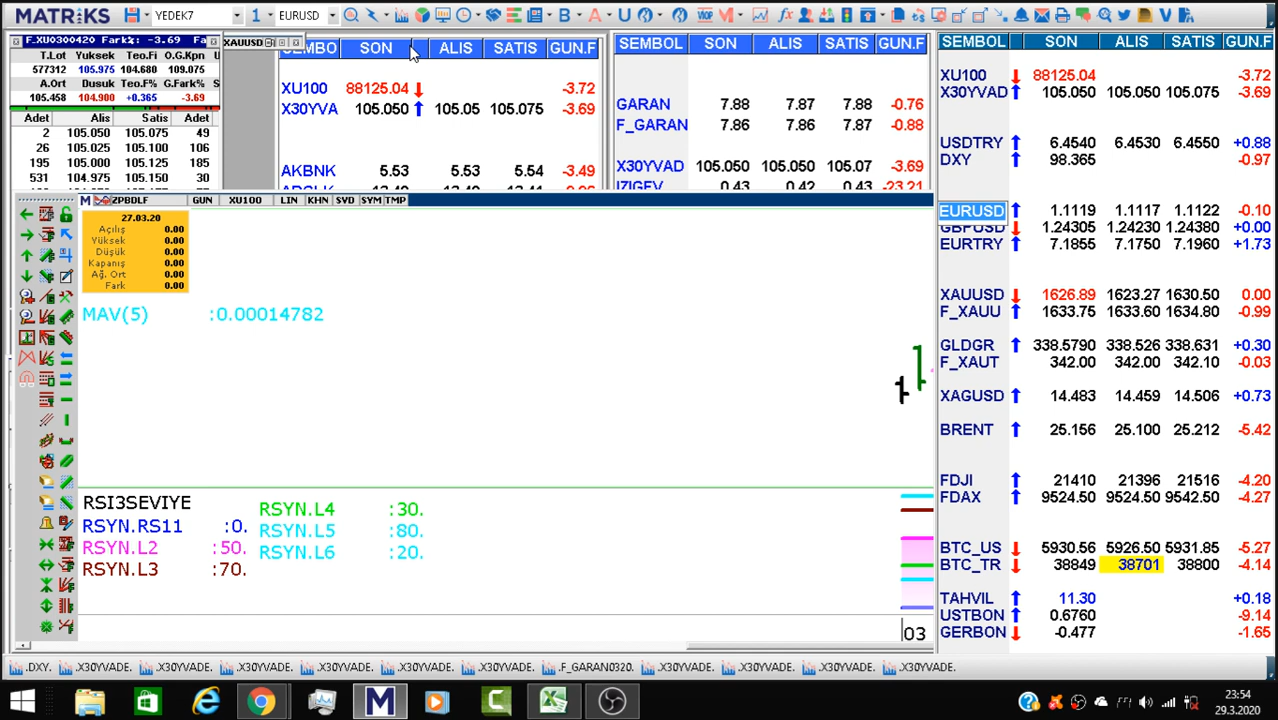 MATRIKS YEDEK7 1 EURUSD B A U M VOP V
F_XU0300420 Fark%: -3.69
T.Lot Yuksek Teo.Fi O.G.Kpn
577312 105.975 104.680 109.075
A.Ort Dusuk Teo.F% G.Fark%
105.458 104.900 +0.365 -3.69
Adet Alis Satis Adet
2 105.050 105.075 49
26 105.025 105.100 106
195 105.000 105.125 185
531 104.975 105.150 30
XAUUSD
MBO SON ALIS SATIS GUN.F
XU100 88125.04 -3.72
X30YVA 105.050 105.05 105.075 -3.69
AKBNK 5.53 5.53 5.54 -3.49
SEMBOL SON ALIS SATIS GUN.F
GARAN 7.88 7.87 7.88 -0.76
F_GARAN 7.86 7.86 7.87 -0.88
X30YVAD 105.050 105.050 105.07 -3.69
IZIGEV 0.43 0.42 0.43 -23.21
SEMBOL SON ALIS SATIS GUN.F
XU100 88125.04 -3.72
X30YVAD 105.050 105.050 105.075 -3.69
USDTRY 6.4540 6.4530 6.4550 +0.88
DXY 98.365 -0.97
EURUSD 1.1119 1.1117 1.1122 -0.10
GBPUSD 1.24305 1.24230 1.24380 +0.00
EURTRY 7.1855 7.1750 7.1960 +1.73
XAUUSD 1626.89 1623.27 1630.50 0.00
F_XAUU 1633.75 1633.60 1634.80 -0.99
GLDGR 338.5790 338.526 338.631 +0.30
F_XAUT 342.00 342.00 342.10 -0.03
XAGUSD 14.483 14.459 14.506 +0.73
BRENT 25.156 25.100 25.212 -5.42
FDJI 21410 21396 21516 -4.20
FDAX 9524.50 9524.50 9542.50 -4.27
BTC_US 5930.56 5926.50 5931.85 -5.27
BTC_TR 38849 38701 38800 -4.14
TAHVIL 11.30 +0.18
USTBON 0.6760 -9.14
GERBON -0.477 -1.65
M ZPBDLF GUN XU100 LIN KHN SVD SYM TMP
27.03.20
Açılış 0.00
Yüksek 0.00
Düşük 0.00
Kapanış 0.00
Ağ. Ort 0.00
Fark 0.00
MAV(5) :0.00014782
RSI3SEVIYE
RSYN.RS11 :0.
RSYN.L2 :50.
RSYN.L3 :70.
RSYN.L4 :30.
RSYN.L5 :80.
RSYN.L6 :20.
03
.DXY. .X30YVADE. .X30YVADE. .X30YVADE. .X30YVADE. .X30YVADE. .X30YVADE. .F_GARAN0320. .X30YVADE. .X30YVADE. .X30YVADE. .X30YVADE.
23:54
29.3.2020